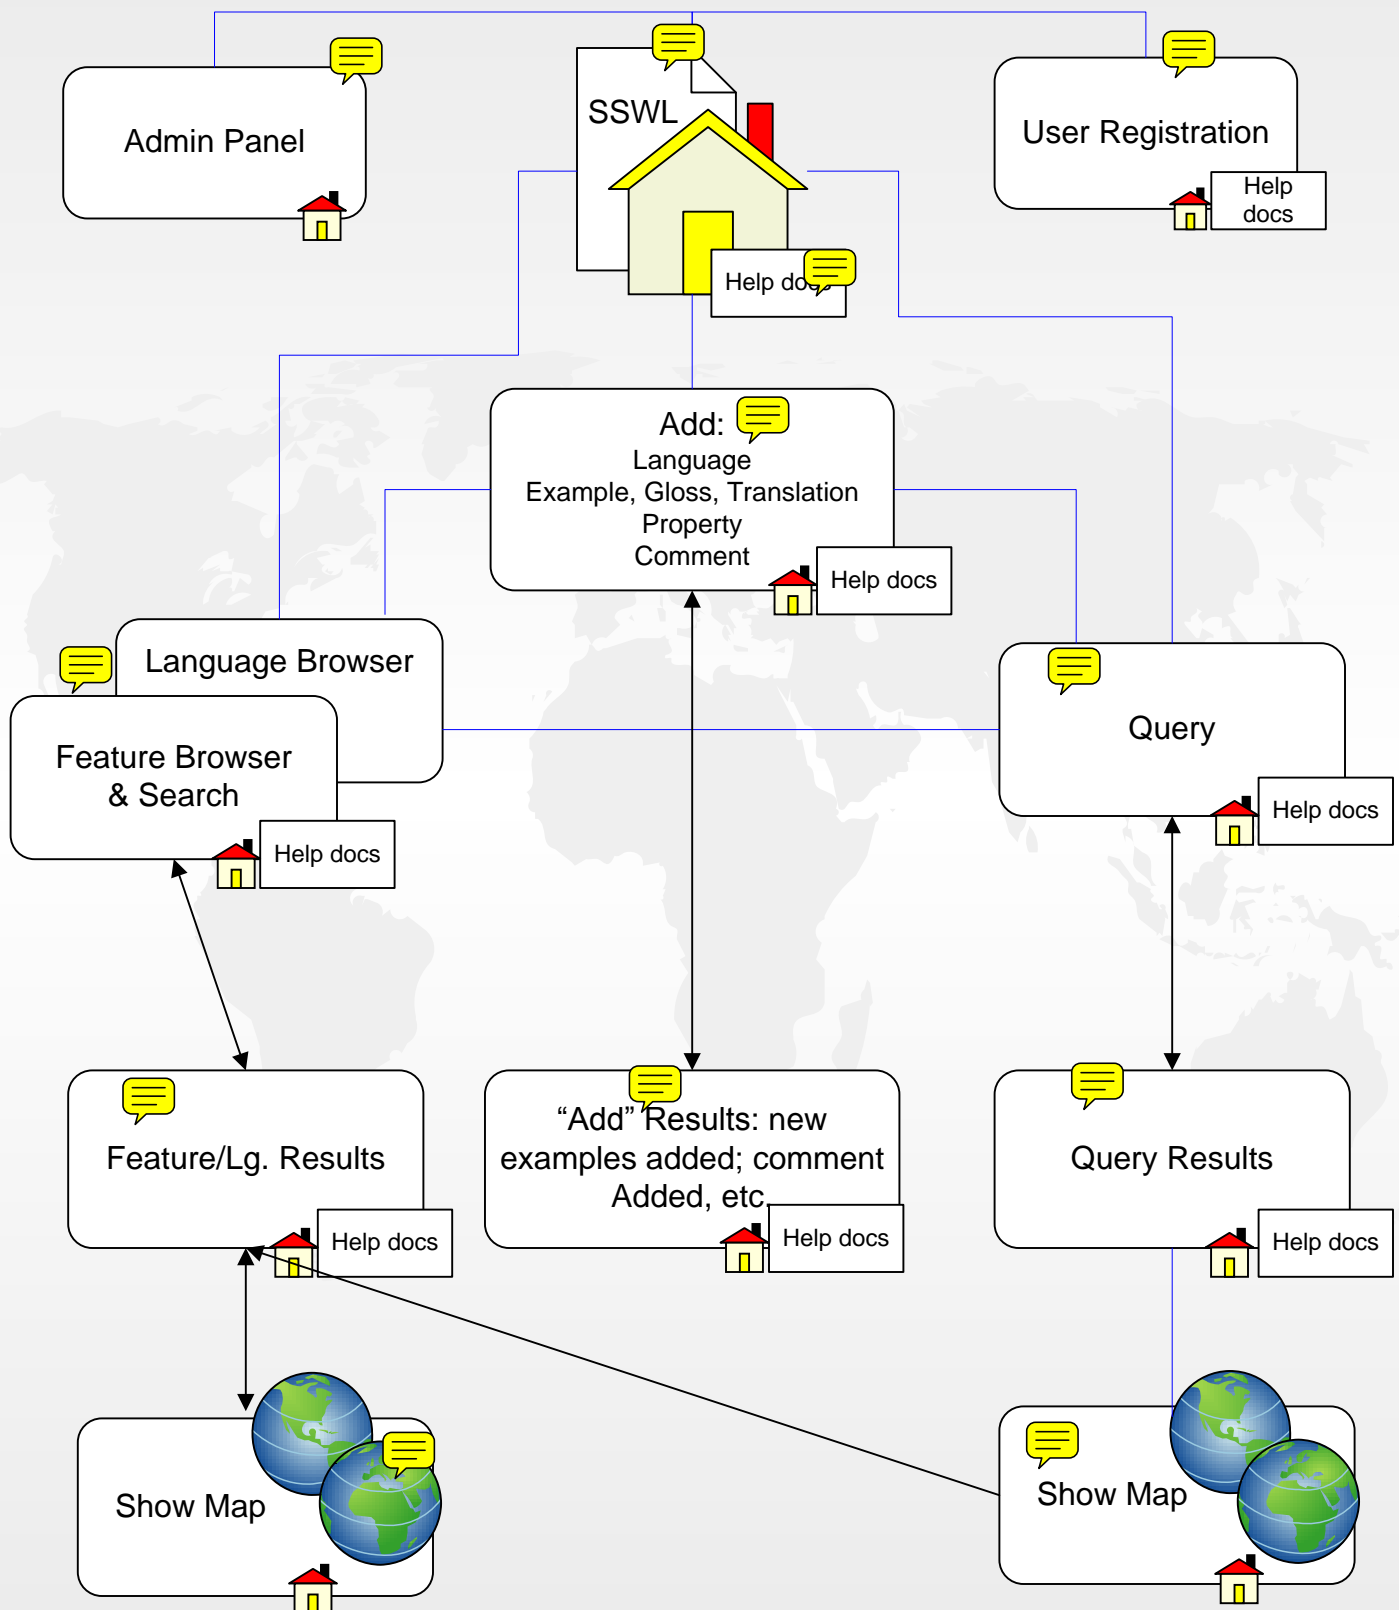 Admin Panel
SSWL
User Registration
Help
docs
Help docs
Add:
Language
Example, Gloss, Translation
Property
Comment
Help docs
Language Browser
Feature Browser
& Search
Help docs
Query
Help docs
Feature/Lg. Results
Help docs
“Add” Results: new
examples added; comment
Added, etc.
Help docs
Query Results
Help docs
Show Map
Show Map